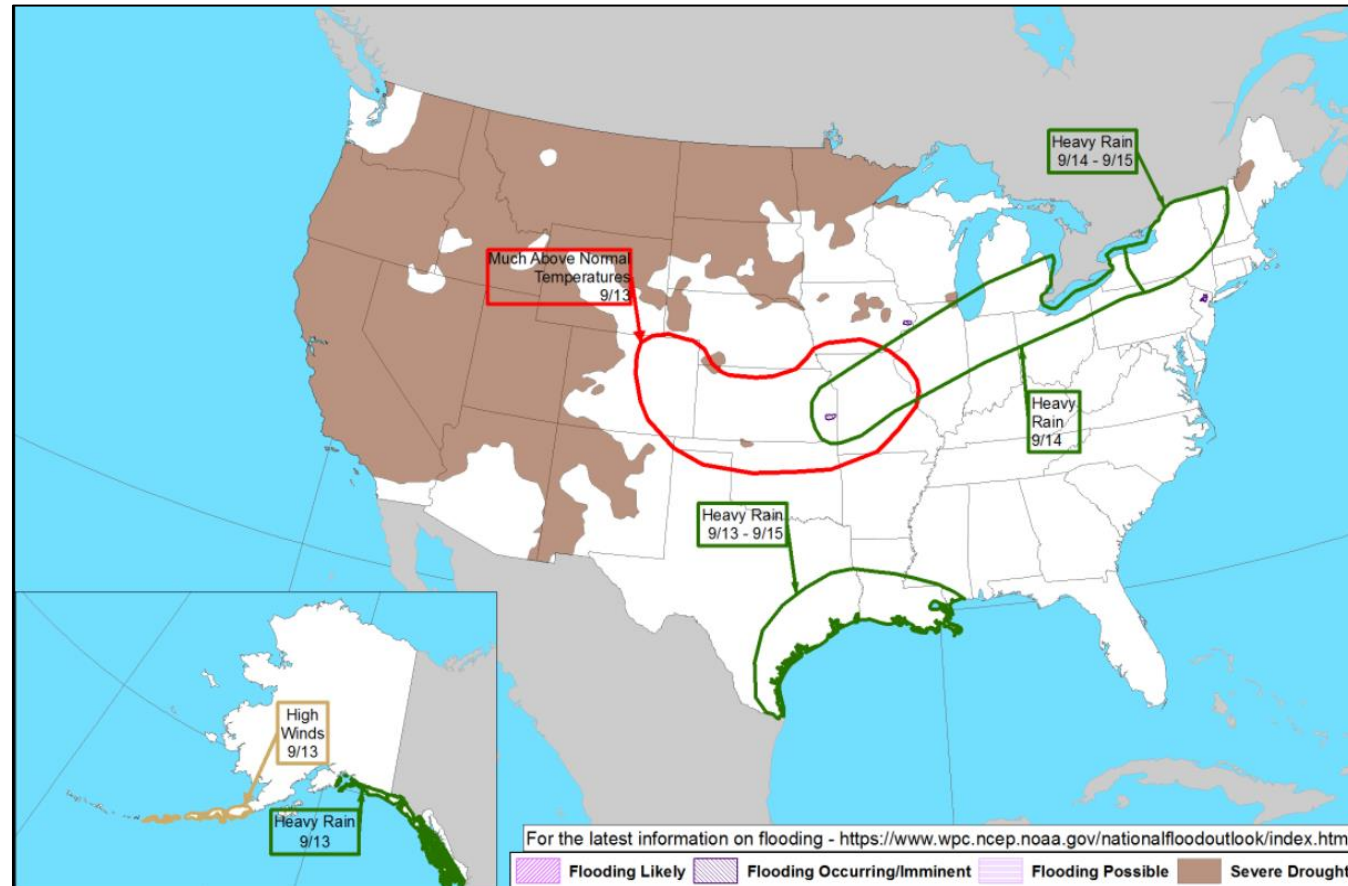 Heavy Rain
9/14 - 9/15
Much Above Normal
Temperatures
9/13
Heavy
Rain
9/14
Heavy Rain
9/13 - 9/15
High
Winds
9/13
Heavy Rain
9/13
For the latest information on flooding - https://www.wpc.ncep.noaa.gov/nationalfloodoutlook/index.htm
Flooding Likely Flooding Occurring/Imminent Flooding Possible Severe Drought